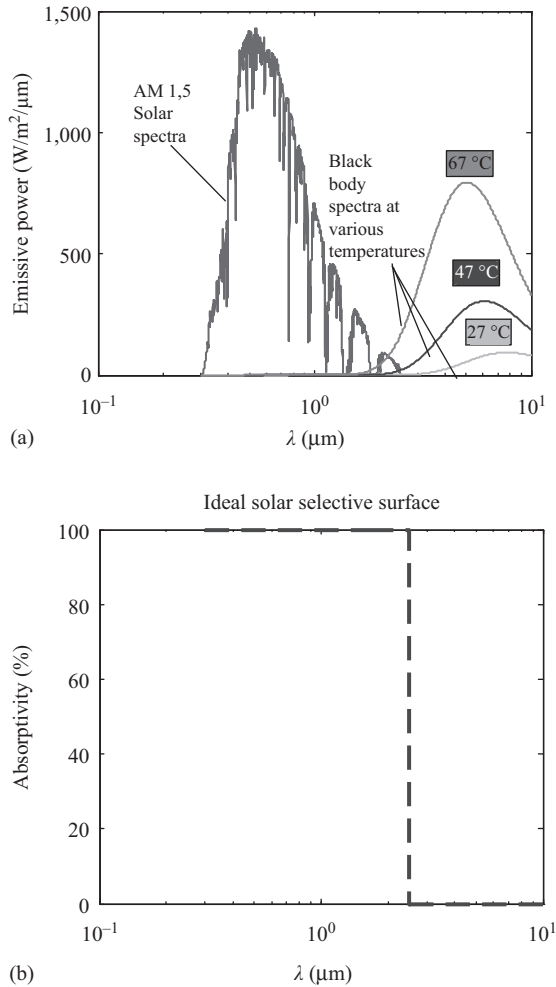 1,500
1,000
500
0
Emissive power (W/m²/μm)
AM 1,5
Solar
spectra
Black
body
spectra at
various
temperatures
67 °C
47 °C
27 °C
10⁻¹
10⁰
10¹
λ (μm)
(a)
Ideal solar selective surface
100
80
60
40
20
0
Absorptivity (%)
10⁻¹
10⁰
10¹
λ (μm)
(b)